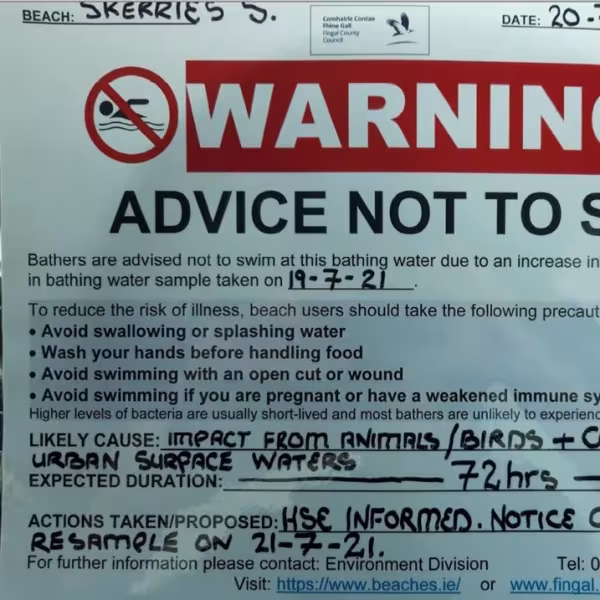 BEACH: SKERRIES S.
Comhairle Contae
Fhine Gall
Fingal County
Council
DATE: 20-
WARNIN
ADVICE NOT TO S
Bathers are advised not to swim at this bathing water due to an increase in
in bathing water sample taken on 19-7-21.
To reduce the risk of illness, beach users should take the following precaut
• Avoid swallowing or splashing water
• Wash your hands before handling food
• Avoid swimming with an open cut or wound
• Avoid swimming if you are pregnant or have a weakened immune sy
Higher levels of bacteria are usually short-lived and most bathers are unlikely to experienc
LIKELY CAUSE: IMPACT FROM ANIMALS/BIRDS + C
URBAN SURFACE WATERS
EXPECTED DURATION: 72hrs
ACTIONS TAKEN/PROPOSED: HSE INFORMED. NOTICE
RESAMPLE ON 21-7-21.
For further information please contact: Environment Division Tel: 0
Visit: https://www.beaches.ie/ or www.fingal.